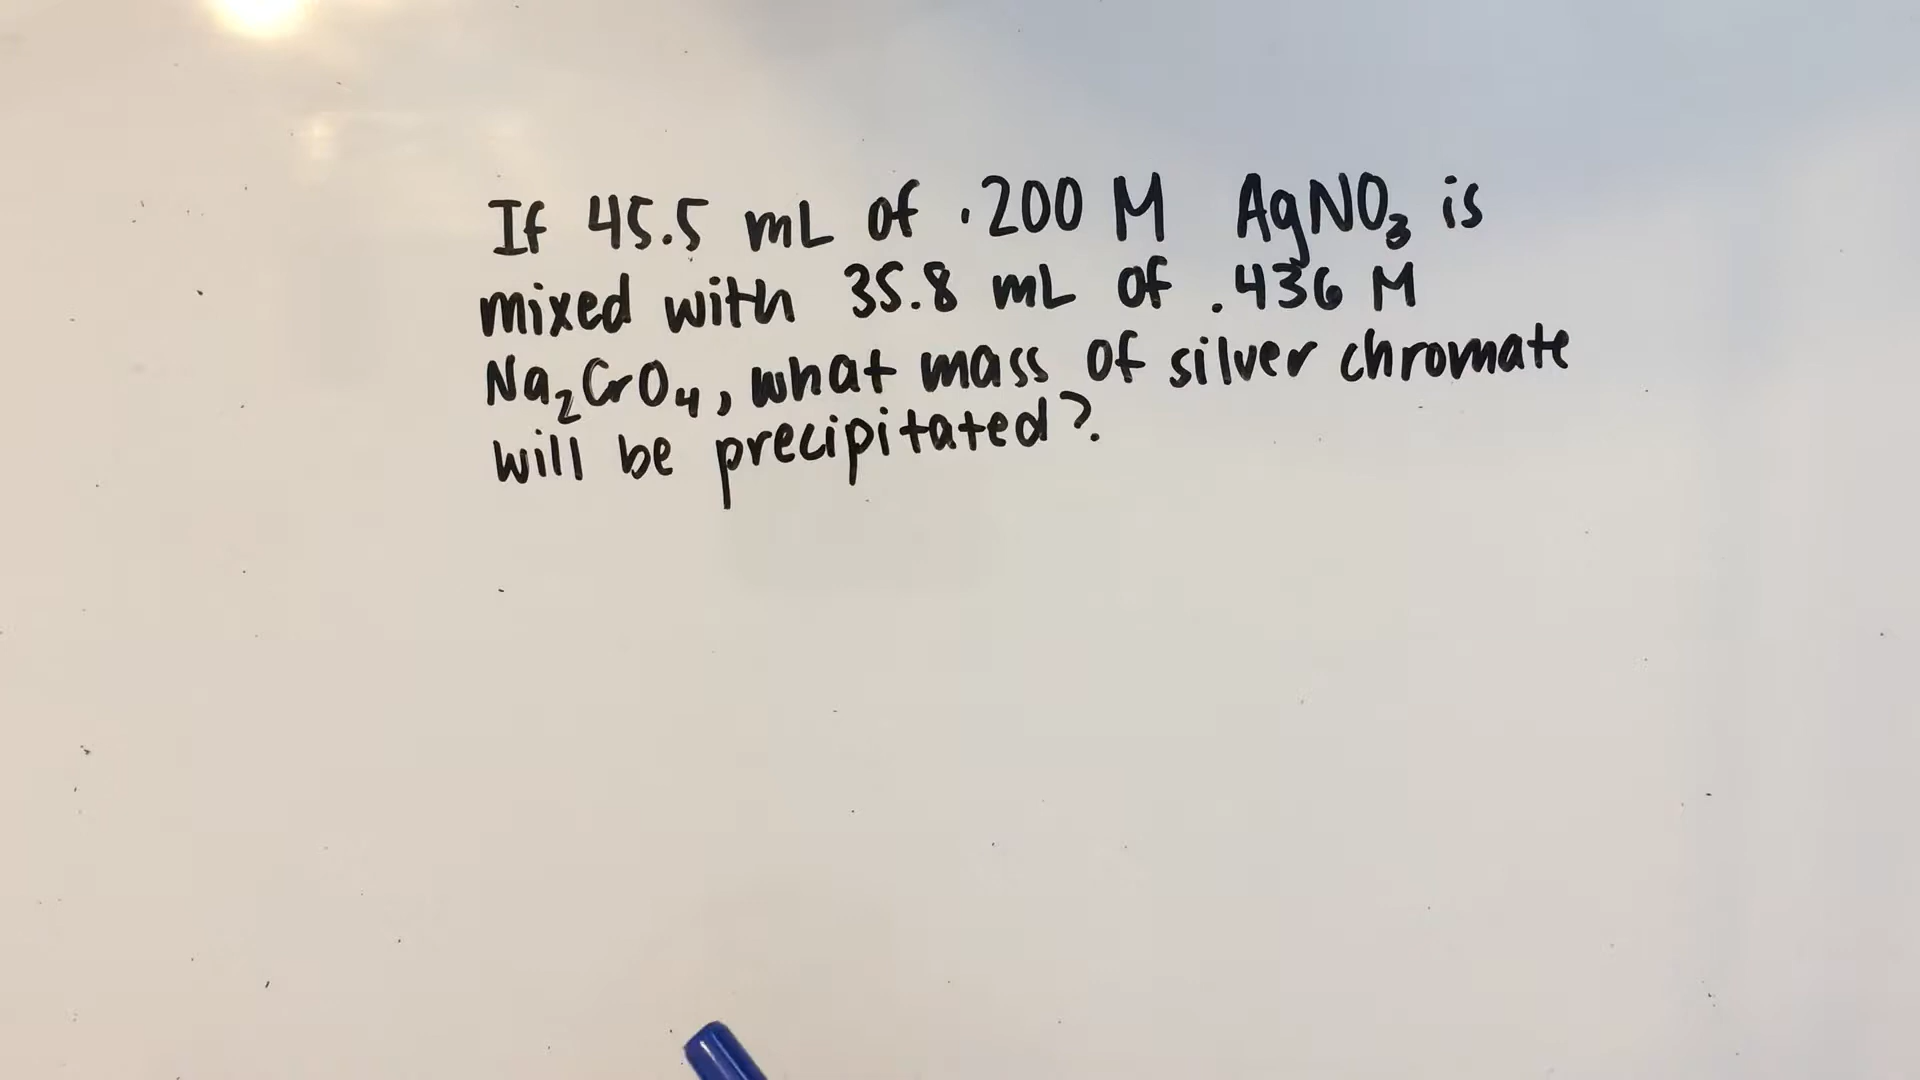 If 45.5 mL of .200 M AgNO₃ is
mixed with 35.8 mL of .436 M
Na₂CrO₄, what mass of silver chromate
will be precipitated?